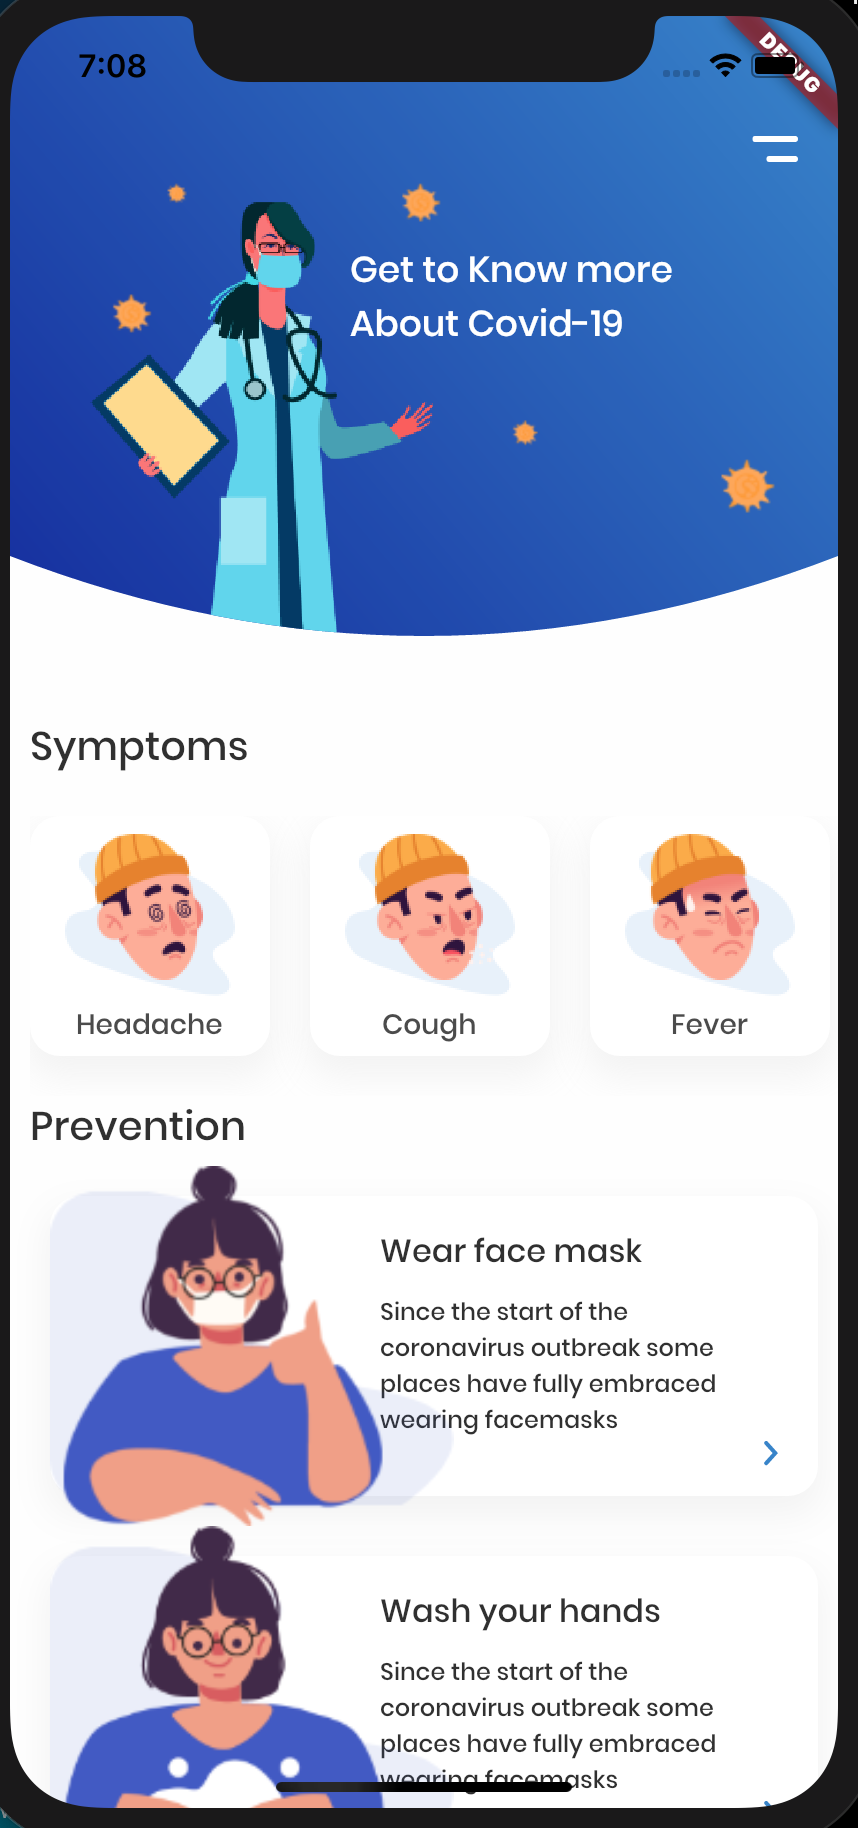 7:08
DEBUG
Get to Know more
About Covid-19
Symptoms
Headache
Cough
Fever
Prevention
Wear face mask
Since the start of the
coronavirus outbreak some
places have fully embraced
wearing facemasks
Wash your hands
Since the start of the
coronavirus outbreak some
places have fully embraced
wearing facemasks